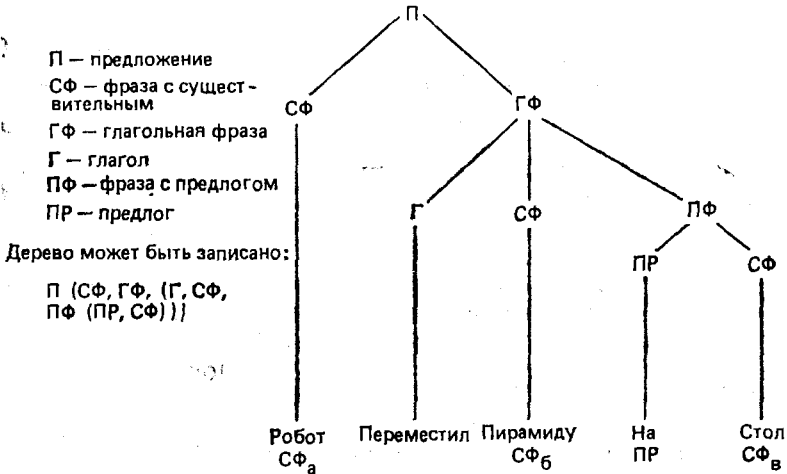 П
П — предложение
СФ — фраза с сущест-
вительным
ГФ — глагольная фраза
Г — глагол
ПФ — фраза с предлогом
ПР — предлог
Дерево может быть записано:
П (СФ, ГФ, (Г, СФ,
ПФ (ПР, СФ)))
СФ ГФ
Г СФ ПФ
ПР СФ
Робот Переместил Пирамиду На Стол
СФа СФб ПР СФв